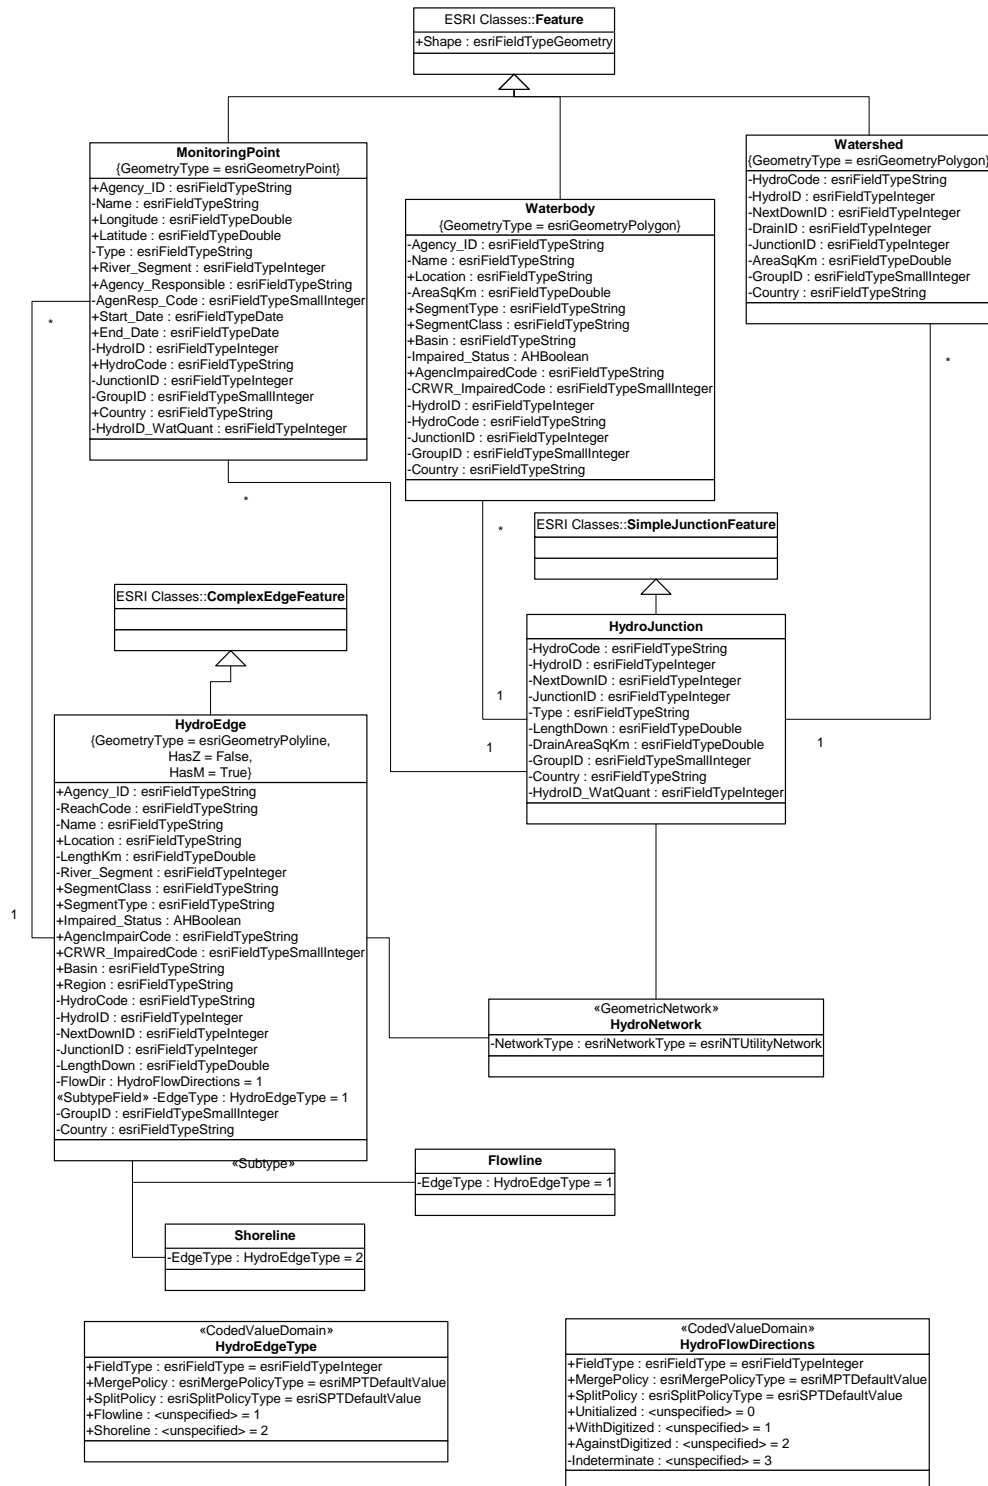 ESRI Classes::Feature
+Shape : esriFieldTypeGeometry
MonitoringPoint
{GeometryType = esriGeometryPoint}
+Agency_ID : esriFieldTypeString
-Name : esriFieldTypeString
+Longitude : esriFieldTypeDouble
+Latitude : esriFieldTypeDouble
-Type : esriFieldTypeString
+River_Segment : esriFieldTypeInteger
+Agency_Responsible : esriFieldTypeString
-AgenResp_Code : esriFieldTypeSmallInteger
+Start_Date : esriFieldTypeDate
+End_Date : esriFieldTypeDate
-HydroID : esriFieldTypeInteger
+HydroCode : esriFieldTypeString
-JunctionID : esriFieldTypeInteger
-GroupID : esriFieldTypeSmallInteger
+Country : esriFieldTypeString
-HydroID_WatQuant : esriFieldTypeInteger
Waterbody
{GeometryType = esriGeometryPolygon}
-Agency_ID : esriFieldTypeString
-Name : esriFieldTypeString
+Location : esriFieldTypeString
-AreaSqKm : esriFieldTypeDouble
+SegmentType : esriFieldTypeString
+SegmentClass : esriFieldTypeString
+Basin : esriFieldTypeString
-Impaired_Status : AHBoolean
+AgencImpairedCode : esriFieldTypeString
-CRWR_ImpairedCode : esriFieldTypeSmallInteger
-HydroID : esriFieldTypeInteger
-HydroCode : esriFieldTypeString
-JunctionID : esriFieldTypeInteger
-GroupID : esriFieldTypeSmallInteger
-Country : esriFieldTypeString
Watershed
{GeometryType = esriGeometryPolygon}
-HydroCode : esriFieldTypeString
-HydroID : esriFieldTypeInteger
-NextDownID : esriFieldTypeInteger
-DrainID : esriFieldTypeInteger
-JunctionID : esriFieldTypeInteger
-AreaSqKm : esriFieldTypeDouble
-GroupID : esriFieldTypeSmallInteger
-Country : esriFieldTypeString
*
*
*
*
ESRI Classes::SimpleJunctionFeature
ESRI Classes::ComplexEdgeFeature
HydroJunction
-HydroCode : esriFieldTypeString
-HydroID : esriFieldTypeInteger
-NextDownID : esriFieldTypeInteger
-JunctionID : esriFieldTypeInteger
-Type : esriFieldTypeString
-LengthDown : esriFieldTypeDouble
-DrainAreaSqKm : esriFieldTypeDouble
-GroupID : esriFieldTypeSmallInteger
-Country : esriFieldTypeString
-HydroID_WatQuant : esriFieldTypeInteger
1
1
1
1
HydroEdge
{GeometryType = esriGeometryPolyline,
HasZ = False,
HasM = True}
+Agency_ID : esriFieldTypeString
-ReachCode : esriFieldTypeString
-Name : esriFieldTypeString
+Location : esriFieldTypeString
-LengthKm : esriFieldTypeDouble
-River_Segment : esriFieldTypeInteger
+SegmentClass : esriFieldTypeString
+SegmentType : esriFieldTypeString
+Impaired_Status : AHBoolean
+AgencImpairCode : esriFieldTypeString
+CRWR_ImpairedCode : esriFieldTypeSmallInteger
+Basin : esriFieldTypeString
+Region : esriFieldTypeString
-HydroCode : esriFieldTypeString
-HydroID : esriFieldTypeInteger
-NextDownID : esriFieldTypeInteger
-JunctionID : esriFieldTypeInteger
-LengthDown : esriFieldTypeDouble
-FlowDir : HydroFlowDirections = 1
«SubtypeField» -EdgeType : HydroEdgeType = 1
-GroupID : esriFieldTypeSmallInteger
-Country : esriFieldTypeString
«GeometricNetwork»
HydroNetwork
-NetworkType : esriNetworkType = esriNTUtilityNetwork
«Subtype»
Flowline
-EdgeType : HydroEdgeType = 1
Shoreline
-EdgeType : HydroEdgeType = 2
«CodedValueDomain»
HydroEdgeType
+FieldType : esriFieldType = esriFieldTypeInteger
+MergePolicy : esriMergePolicyType = esriMPTDefaultValue
+SplitPolicy : esriSplitPolicyType = esriSPTDefaultValue
+Flowline : <unspecified> = 1
+Shoreline : <unspecified> = 2
«CodedValueDomain»
HydroFlowDirections
+FieldType : esriFieldType = esriFieldTypeInteger
+MergePolicy : esriMergePolicyType = esriMPTDefaultValue
+SplitPolicy : esriSplitPolicyType = esriSPTDefaultValue
+Unitialized : <unspecified> = 0
+WithDigitized : <unspecified> = 1
+AgainstDigitized : <unspecified> = 2
-Indeterminate : <unspecified> = 3